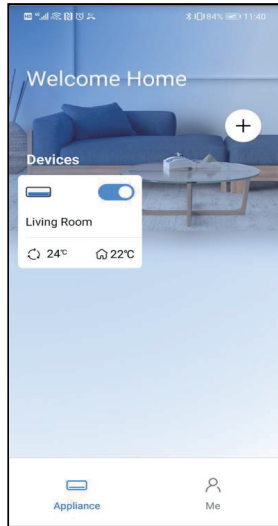 84% 11:40
Welcome Home
Devices
Living Room
24℃ 22℃
Appliance Me